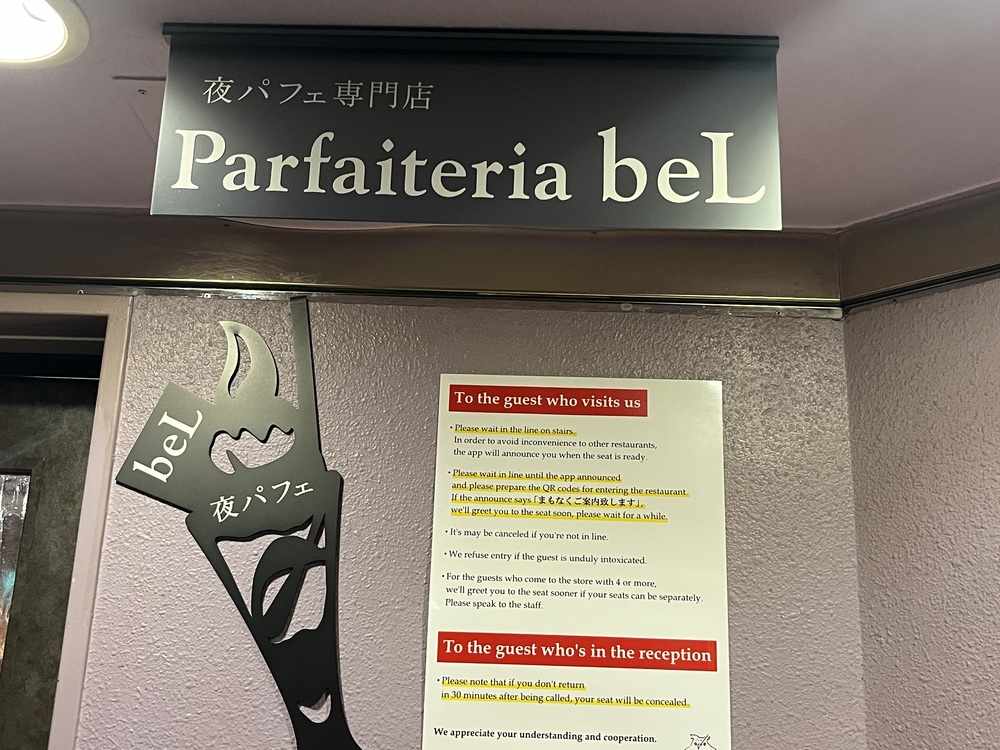 夜パフェ専門店
Parfaiteria beL
beL
夜パフェ
To the guest who visits us
・Please wait in the line on stairs.
In order to avoid inconvenience to other restaurants,
the app will announce you when the seat is ready.
・Please wait in line until the app announced
and please prepare the QR codes for entering the restaurant.
If the announce says「まもなくご案内致します」,
we'll greet you to the seat soon, please wait for a while.
・It's may be canceled if you're not in line.
・We refuse entry if the guest is unduly intoxicated.
・For the guests who come to the store with 4 or more,
we'll greet you to the seat sooner if your seats can be separately.
Please speak to the staff.
To the guest who's in the reception
・Please note that if you don't return
in 30 minutes after being called, your seat will be concealed.
We appreciate your understanding and cooperation.